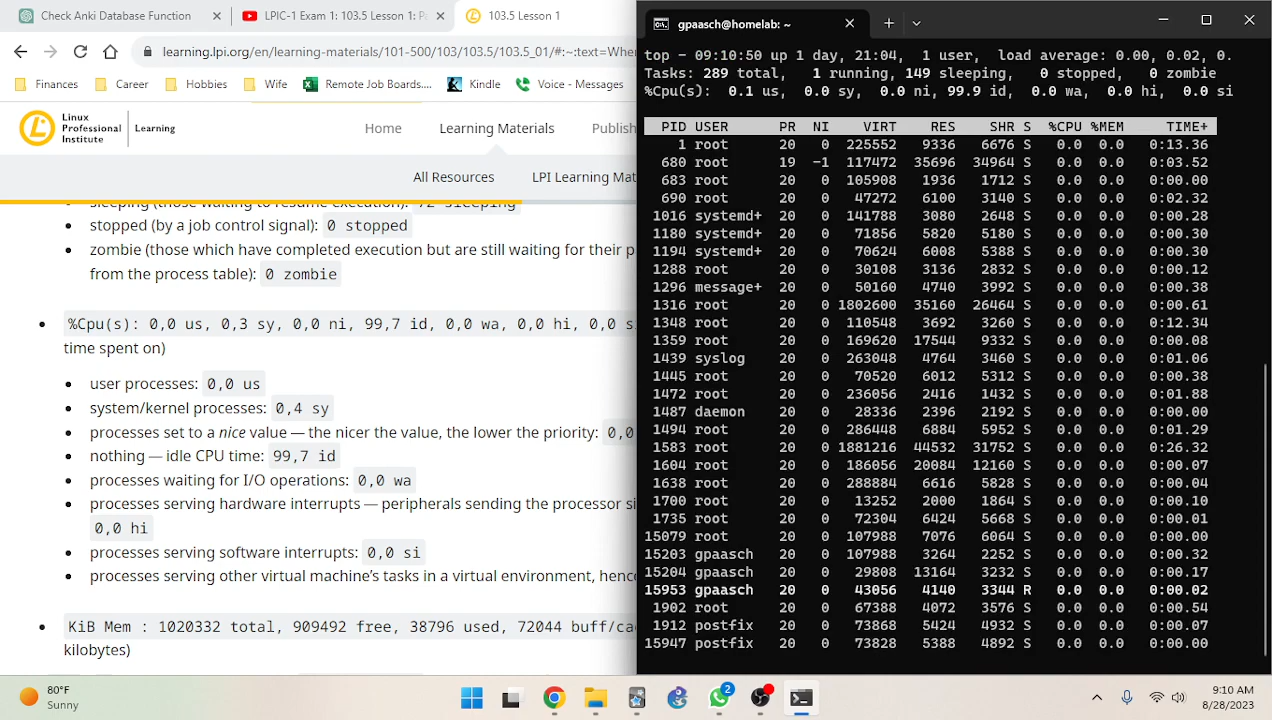 Check Anki Database Function
LPIC-1 Exam 1: 103.5 Lesson 1: Pa
103.5 Lesson 1
learning.lpi.org/en/learning-materials/101-500/103/103.5/103.5_01/#:~:text=Whe
Finances
Career
Hobbies
Wife
Remote Job Boards....
Kindle
Voice - Messages
Linux
Professional
Institute
Learning
Home
Learning Materials
Publish
All Resources
LPI Learning Mat
sleeping (those waiting to resume execution): 72 sleeping
stopped (by a job control signal): 0 stopped
zombie (those which have completed execution but are still waiting for their p
from the process table): 0 zombie
%Cpu(s): 0,0 us, 0,3 sy, 0,0 ni, 99,7 id, 0,0 wa, 0,0 hi, 0,0 s
time spent on)
user processes: 0,0 us
system/kernel processes: 0,4 sy
processes set to a nice value — the nicer the value, the lower the priority: 0,0
nothing — idle CPU time: 99,7 id
processes waiting for I/O operations: 0,0 wa
processes serving hardware interrupts — peripherals sending the processor si
0,0 hi
processes serving software interrupts: 0,0 si
processes serving other virtual machine's tasks in a virtual environment, henc
KiB Mem : 1020332 total, 909492 free, 38796 used, 72044 buff/ca
kilobytes)
gpaasch@homelab: ~
top - 09:10:50 up 1 day, 21:04, 1 user, load average: 0.00, 0.02, 0.
Tasks: 289 total, 1 running, 149 sleeping, 0 stopped, 0 zombie
%Cpu(s): 0.1 us, 0.0 sy, 0.0 ni, 99.9 id, 0.0 wa, 0.0 hi, 0.0 si
PID USER PR NI VIRT RES SHR S %CPU %MEM TIME+
1 root 20 0 225552 9336 6676 S 0.0 0.0 0:13.36
680 root 19 -1 117472 35696 34964 S 0.0 0.0 0:03.52
683 root 20 0 105908 1936 1712 S 0.0 0.0 0:00.00
690 root 20 0 47272 6100 3140 S 0.0 0.0 0:02.32
1016 systemd+ 20 0 141788 3080 2648 S 0.0 0.0 0:00.28
1180 systemd+ 20 0 71856 5820 5180 S 0.0 0.0 0:00.30
1194 systemd+ 20 0 70624 6008 5388 S 0.0 0.0 0:00.30
1288 root 20 0 30108 3136 2832 S 0.0 0.0 0:00.12
1296 message+ 20 0 50160 4740 3992 S 0.0 0.0 0:00.38
1316 root 20 0 1802600 35160 26464 S 0.0 0.0 0:00.61
1348 root 20 0 110548 3692 3260 S 0.0 0.0 0:12.34
1359 root 20 0 169620 17544 9332 S 0.0 0.0 0:00.08
1439 syslog 20 0 263048 4764 3460 S 0.0 0.0 0:01.06
1445 root 20 0 70520 6012 5312 S 0.0 0.0 0:00.38
1472 root 20 0 236056 2416 1432 S 0.0 0.0 0:01.88
1487 daemon 20 0 28336 2396 2192 S 0.0 0.0 0:00.00
1494 root 20 0 286448 6884 5952 S 0.0 0.0 0:01.29
1583 root 20 0 1881216 44532 31752 S 0.0 0.0 0:26.32
1604 root 20 0 186056 20084 12160 S 0.0 0.0 0:00.07
1638 root 20 0 288884 6616 5828 S 0.0 0.0 0:00.04
1700 root 20 0 13252 2000 1864 S 0.0 0.0 0:00.10
1735 root 20 0 72304 6424 5668 S 0.0 0.0 0:00.01
15079 root 20 0 107988 7076 6064 S 0.0 0.0 0:00.00
15203 gpaasch 20 0 107988 3264 2252 S 0.0 0.0 0:00.32
15204 gpaasch 20 0 29808 13164 3232 S 0.0 0.0 0:00.17
15953 gpaasch 20 0 43056 4140 3344 R 0.0 0.0 0:00.02
1902 root 20 0 67388 4072 3576 S 0.0 0.0 0:00.54
1912 postfix 20 0 73868 5424 4932 S 0.0 0.0 0:00.07
15947 postfix 20 0 73828 5388 4892 S 0.0 0.0 0:00.00
80°F
Sunny
2
9:10 AM
8/28/2023